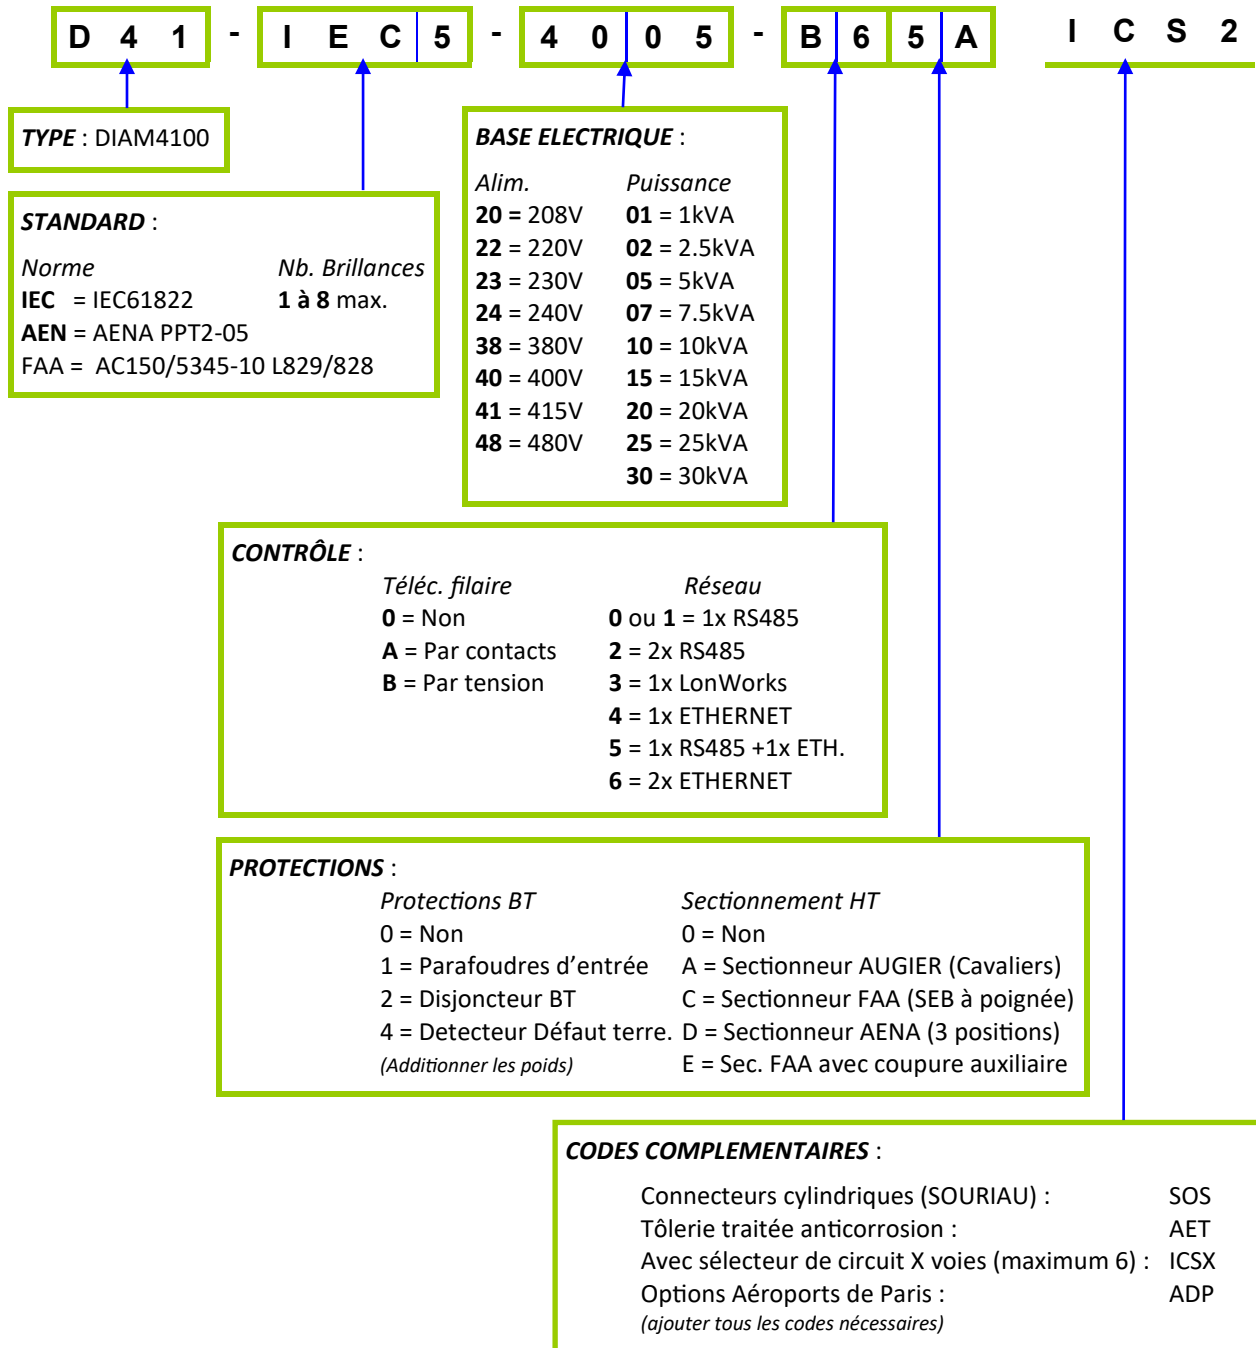 D 4 1 - I E C 5 - 4 0 0 5 - B 6 5 A I C S 2
TYPE : DIAM4100
STANDARD :
Norme Nb. Brillances
IEC = IEC61822 1 à 8 max.
AEN = AENA PPT2-05
FAA = AC150/5345-10 L829/828
BASE ELECTRIQUE :
Alim. Puissance
20 = 208V 01 = 1kVA
22 = 220V 02 = 2.5kVA
23 = 230V 05 = 5kVA
24 = 240V 07 = 7.5kVA
38 = 380V 10 = 10kVA
40 = 400V 15 = 15kVA
41 = 415V 20 = 20kVA
48 = 480V 25 = 25kVA
30 = 30kVA
CONTRÔLE :
Téléc. filaire Réseau
0 = Non 0 ou 1 = 1x RS485
A = Par contacts 2 = 2x RS485
B = Par tension 3 = 1x LonWorks
4 = 1x ETHERNET
5 = 1x RS485 +1x ETH.
6 = 2x ETHERNET
PROTECTIONS :
Protections BT Sectionnement HT
0 = Non 0 = Non
1 = Parafoudres d’entrée A = Sectionneur AUGIER (Cavaliers)
2 = Disjoncteur BT C = Sectionneur FAA (SEB à poignée)
4 = Detecteur Défaut terre. D = Sectionneur AENA (3 positions)
(Additionner les poids) E = Sec. FAA avec coupure auxiliaire
CODES COMPLEMENTAIRES :
Connecteurs cylindriques (SOURIAU) : SOS
Tôlerie traitée anticorrosion : AET
Avec sélecteur de circuit X voies (maximum 6) : ICSX
Options Aéroports de Paris : ADP
(ajouter tous les codes nécessaires)